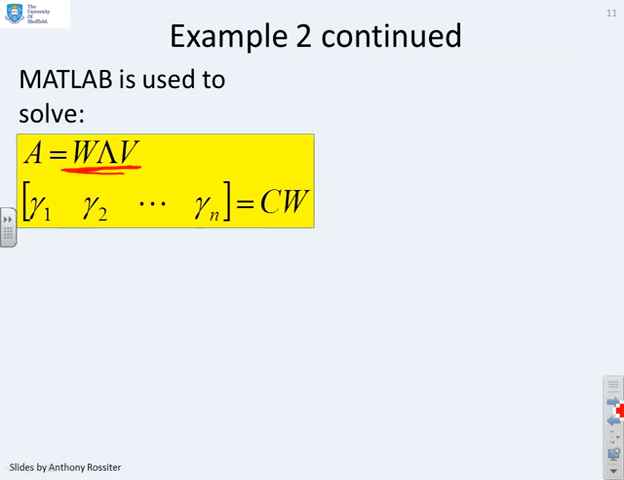 The
University
Of
Sheffield.
11
Example 2 continued
MATLAB is used to
solve:
A = WΛV
[γ1 γ2 ⋯ γn] = CW
Slides by Anthony Rossiter